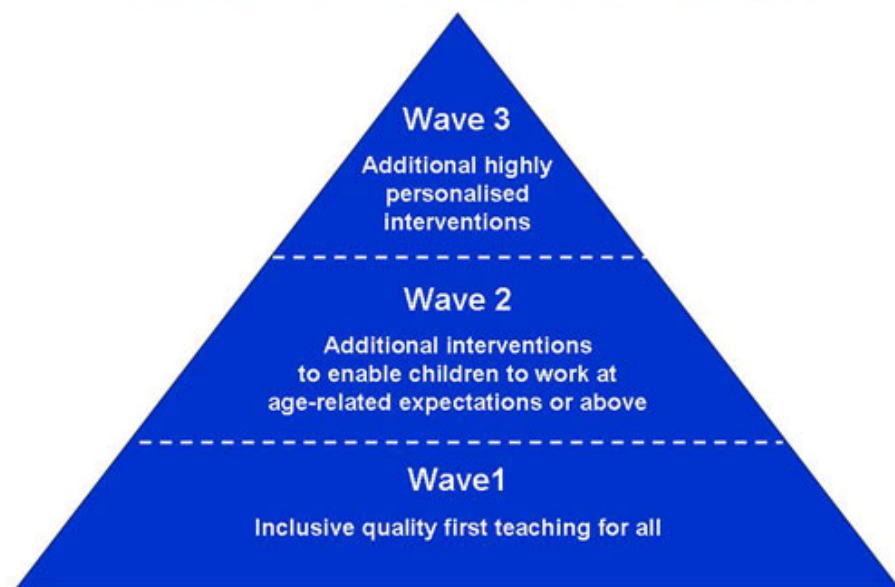 Wave 3
Additional highly
personalised
interventions
Wave 2
Additional interventions
to enable children to work at
age-related expectations or above
Wave1
Inclusive quality first teaching for all